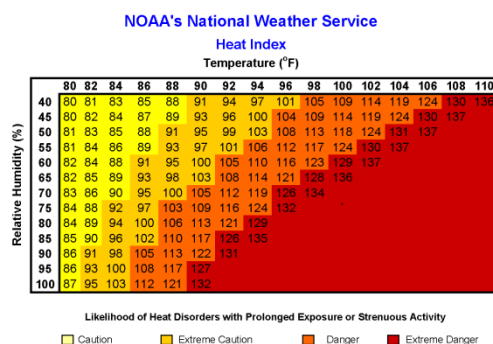 NOAA's National Weather Service
Heat Index
Temperature (°F)
80 82 84 86 88 90 92 94 96 98 100 102 104 106 108 110
Relative Humidity (%)
40 80 81 83 85 88 91 94 97 101 105 109 114 119 124 130 136
45 80 82 84 87 89 93 96 100 104 109 114 119 124 130 137
50 81 83 85 88 91 95 99 103 108 113 118 124 131 137
55 81 84 86 89 93 97 101 106 112 117 124 130 137
60 82 84 88 91 95 100 105 110 116 123 129 137
65 82 85 89 93 98 103 108 114 121 128 136
70 83 86 90 95 100 105 112 119 126 134
75 84 88 92 97 103 109 116 124 132
80 84 89 94 100 106 113 121 129
85 85 90 96 102 110 117 126 135
90 86 91 98 105 113 122 131
95 86 93 100 108 117 127
100 87 95 103 112 121 132
Likelihood of Heat Disorders with Prolonged Exposure or Strenuous Activity
Caution Extreme Caution Danger Extreme Danger